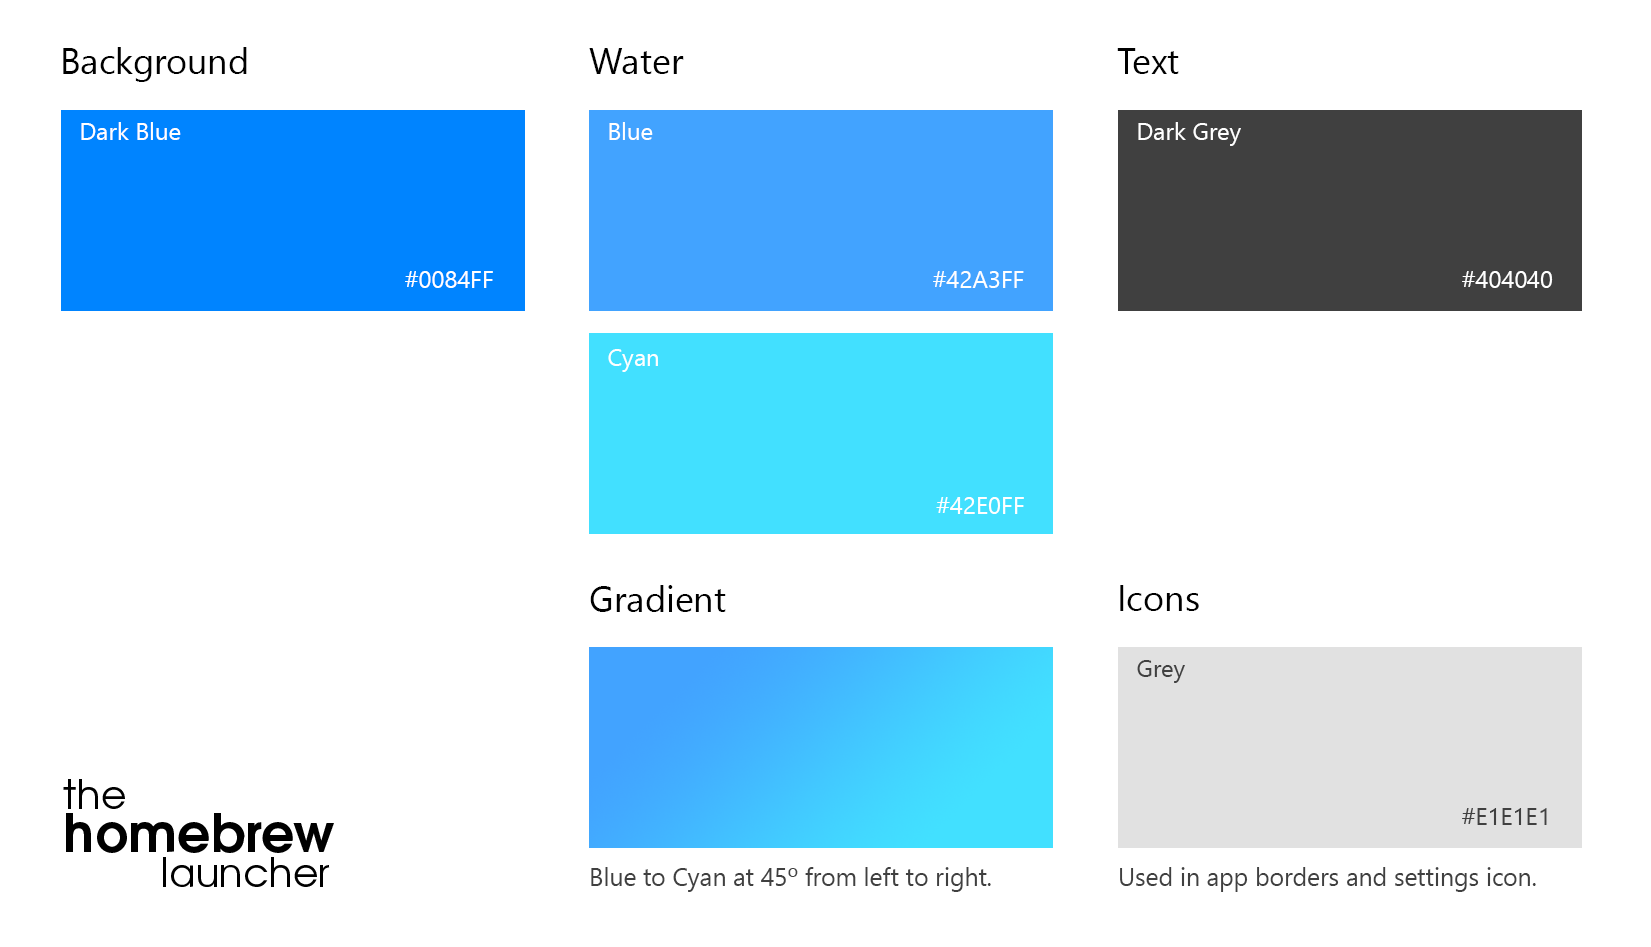 Background
Dark Blue
#0084FF
Water
Blue
#42A3FF
Cyan
#42E0FF
Text
Dark Grey
#404040
Gradient
Blue to Cyan at 45º from left to right.
Icons
Grey
#E1E1E1
Used in app borders and settings icon.
the
homebrew
launcher